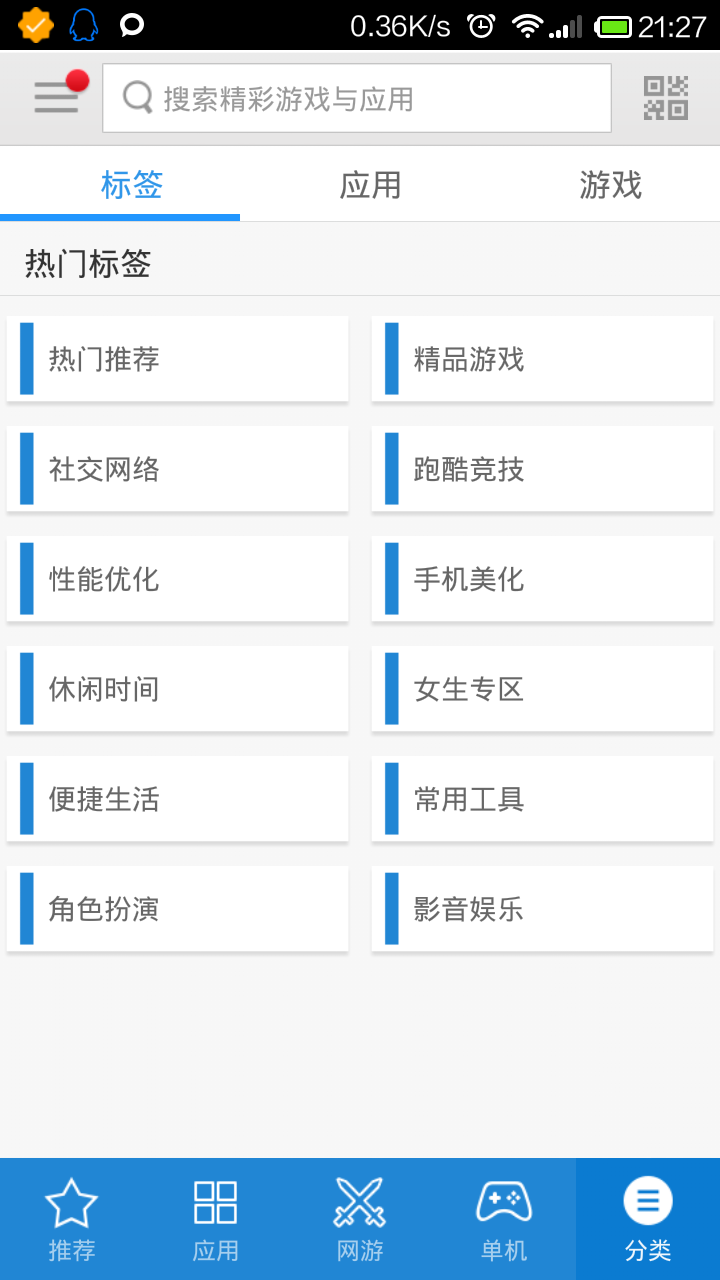 0.36K/s 21:27
搜索精彩游戏与应用
标签 应用 游戏
热门标签
热门推荐 精品游戏
社交网络 跑酷竞技
性能优化 手机美化
休闲时间 女生专区
便捷生活 常用工具
角色扮演 影音娱乐
推荐 应用 网游 单机 分类